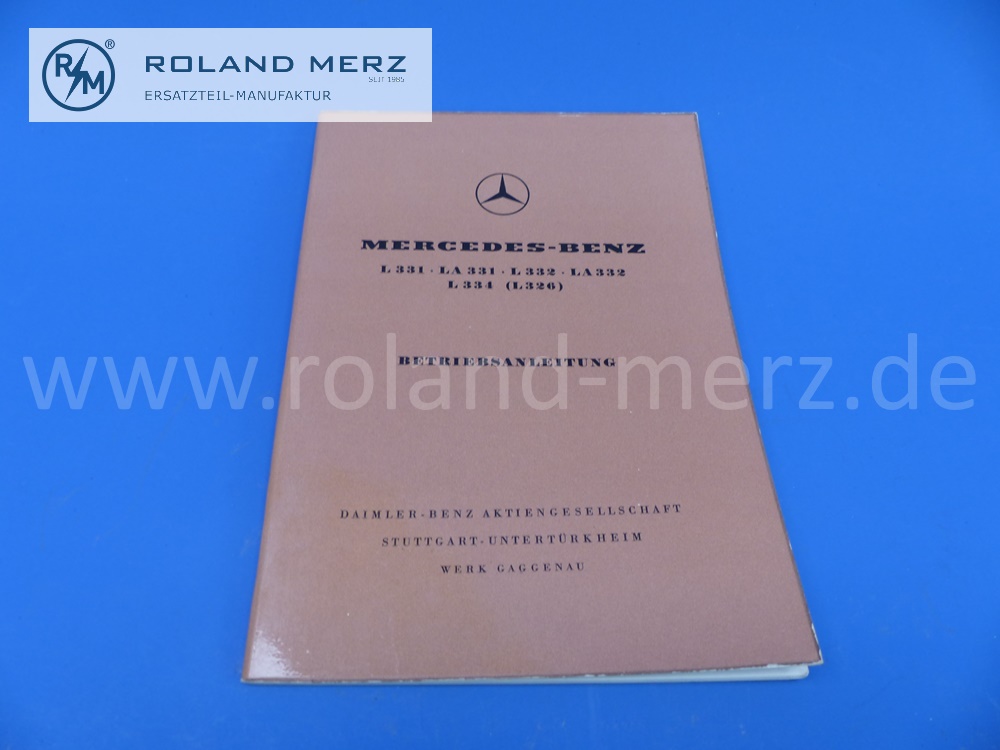 R/M®
ROLAND MERZ
SEIT 1985
ERSATZTEIL-MANUFAKTUR
MERCEDES-BENZ
L 331 · LA 331 · L 332 · LA 332
L 334 (L326)
www.roland-merz.de
BETRIEBSANLEITUNG
DAIMLER-BENZ AKTIENGESELLSCHAFT
STUTTGART-UNTERTÜRKHEIM
WERK GAGGENAU